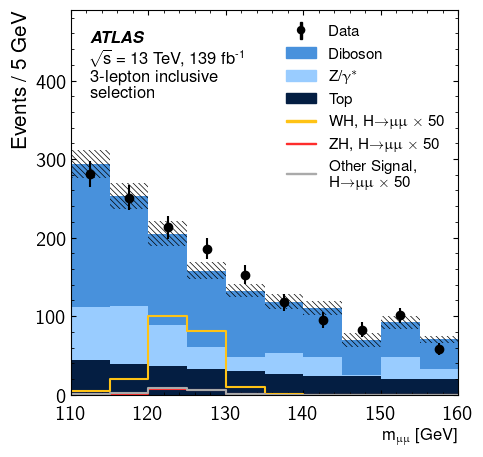 Events / 5 GeV
400
300
200
100
0
110
120
130
140
150
160
m_μμ [GeV]
ATLAS
√s = 13 TeV, 139 fb⁻¹
3-lepton inclusive
selection
Data
Diboson
Z/γ*
Top
WH, H→μμ × 50
ZH, H→μμ × 50
Other Signal,
H→μμ × 50